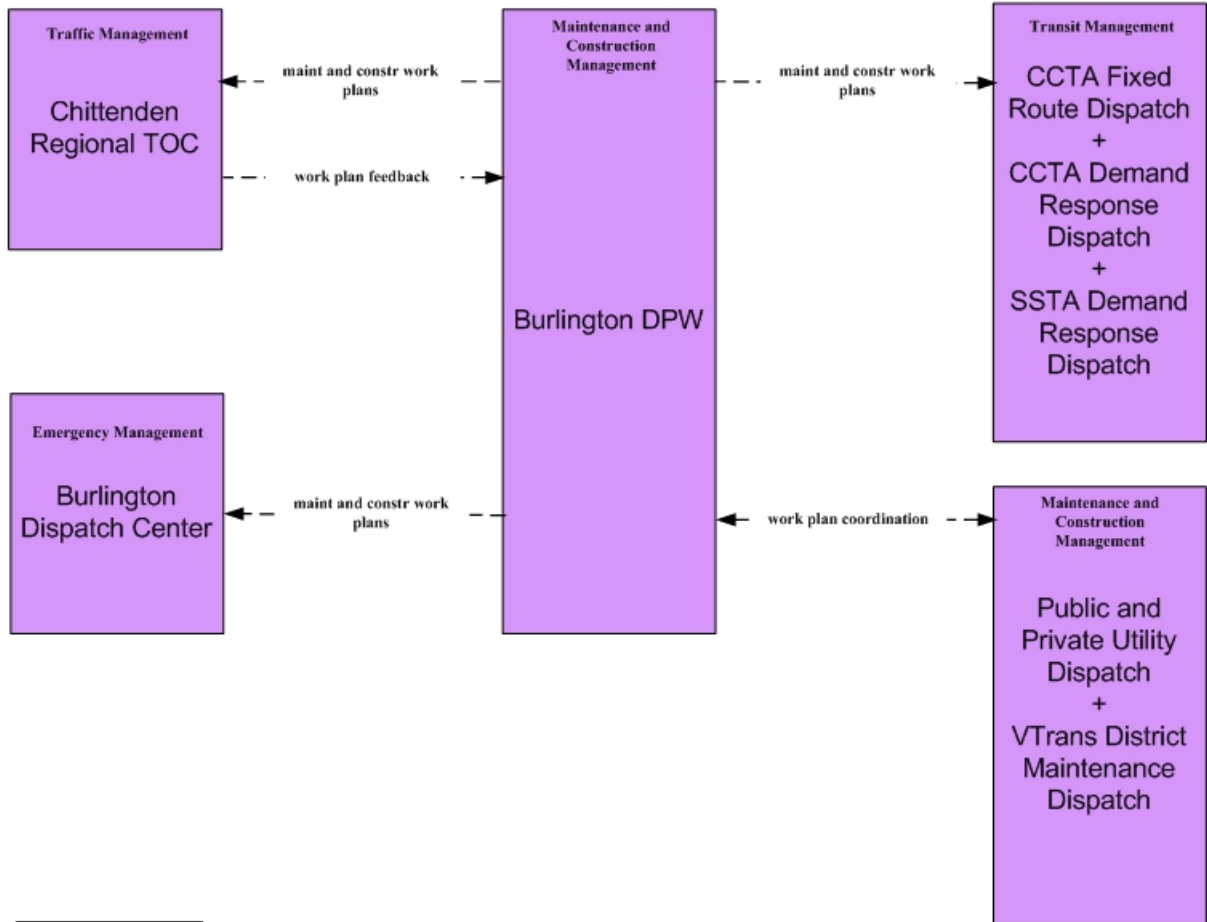 Traffic Management
Chittenden
Regional TOC
maint and constr work
plans
work plan feedback
Maintenance and
Construction
Management
Burlington DPW
maint and constr work
plans
Transit Management
CCTA Fixed
Route Dispatch
+
CCTA Demand
Response
Dispatch
+
SSTA Demand
Response
Dispatch
Emergency Management
Burlington
Dispatch Center
maint and constr work
plans
work plan coordination
Maintenance and
Construction
Management
Public and
Private Utility
Dispatch
+
VTrans District
Maintenance
Dispatch